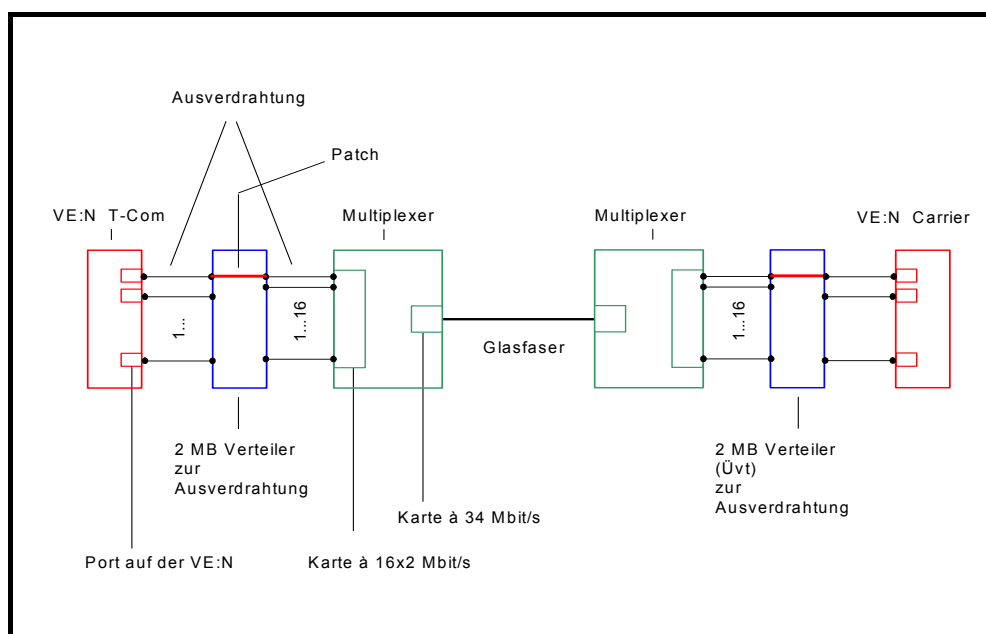 Ausverdrahtung
Patch
VE:N T-Com
Multiplexer
Multiplexer
VE:N Carrier
1...
1...16
Glasfaser
1...16
2 MB Verteiler
zur
Ausverdrahtung
2 MB Verteiler
(Üvt)
zur
Ausverdrahtung
Karte à 34 Mbit/s
Port auf der VE:N
Karte à 16x2 Mbit/s